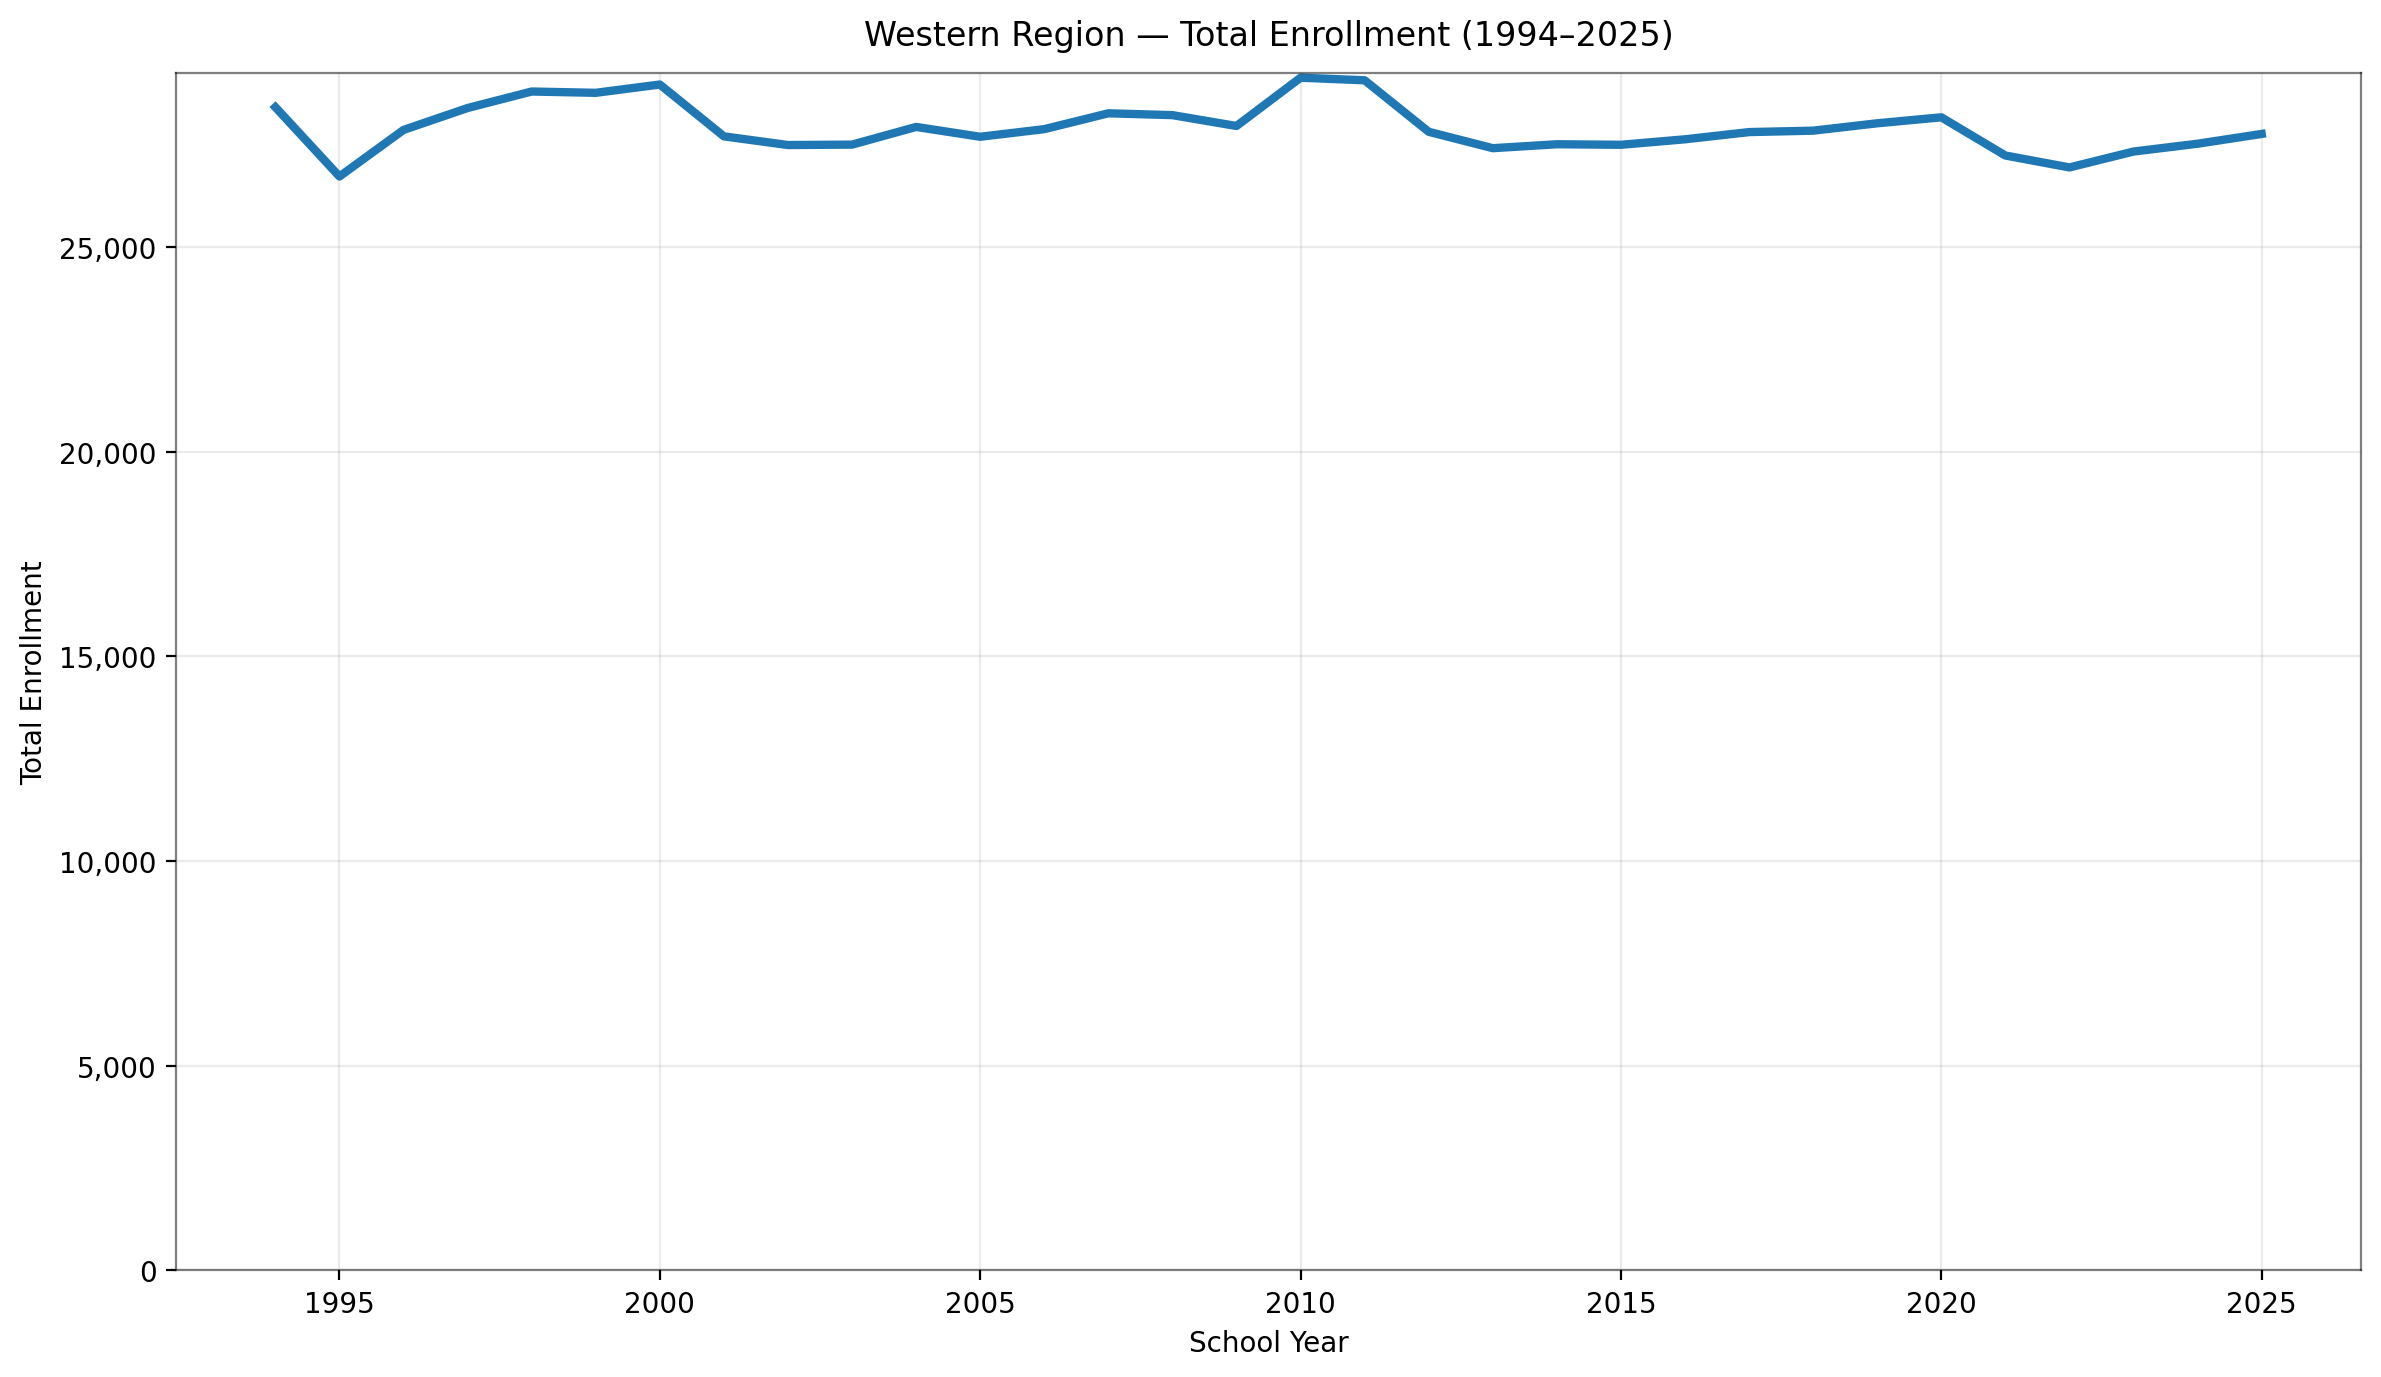 Western Region — Total Enrollment (1994–2025)
Total Enrollment
25,000
20,000
15,000
10,000
5,000
0
1995 2000 2005 2010 2015 2020 2025
School Year